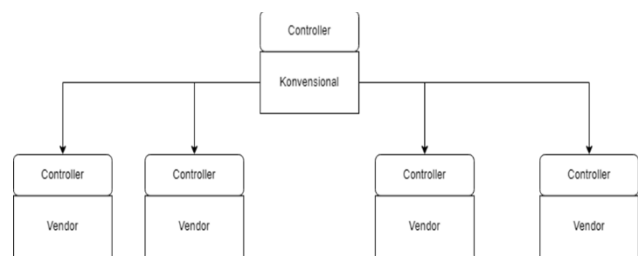 Controller
Konvensional
Controller
Controller
Controller
Controller
Vendor
Vendor
Vendor
Vendor